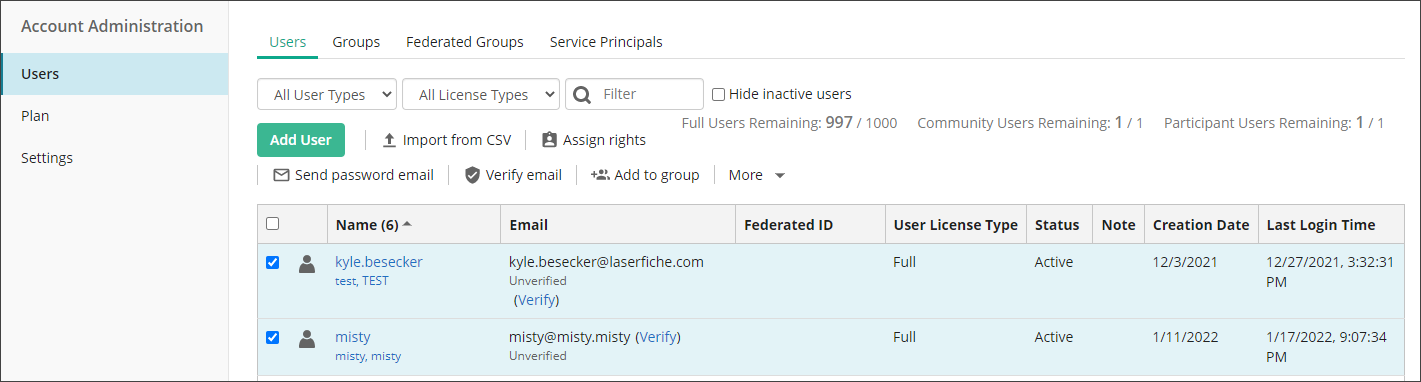 Account Administration
Users
Plan
Settings
Users Groups Federated Groups Service Principals
All User Types All License Types Filter Hide inactive users
Full Users Remaining: 997 / 1000 Community Users Remaining: 1 / 1 Participant Users Remaining: 1 / 1
Add User Import from CSV Assign rights
Send password email Verify email Add to group More
Name (6) Email Federated ID User License Type Status Note Creation Date Last Login Time
kyle.besecker kyle.besecker@laserfiche.com Full Active 12/3/2021 12/27/2021, 3:32:31
test, TEST Unverified PM
(Verify)
misty misty@misty.misty (Verify) Full Active 1/11/2022 1/17/2022, 9:07:34
misty, misty Unverified PM